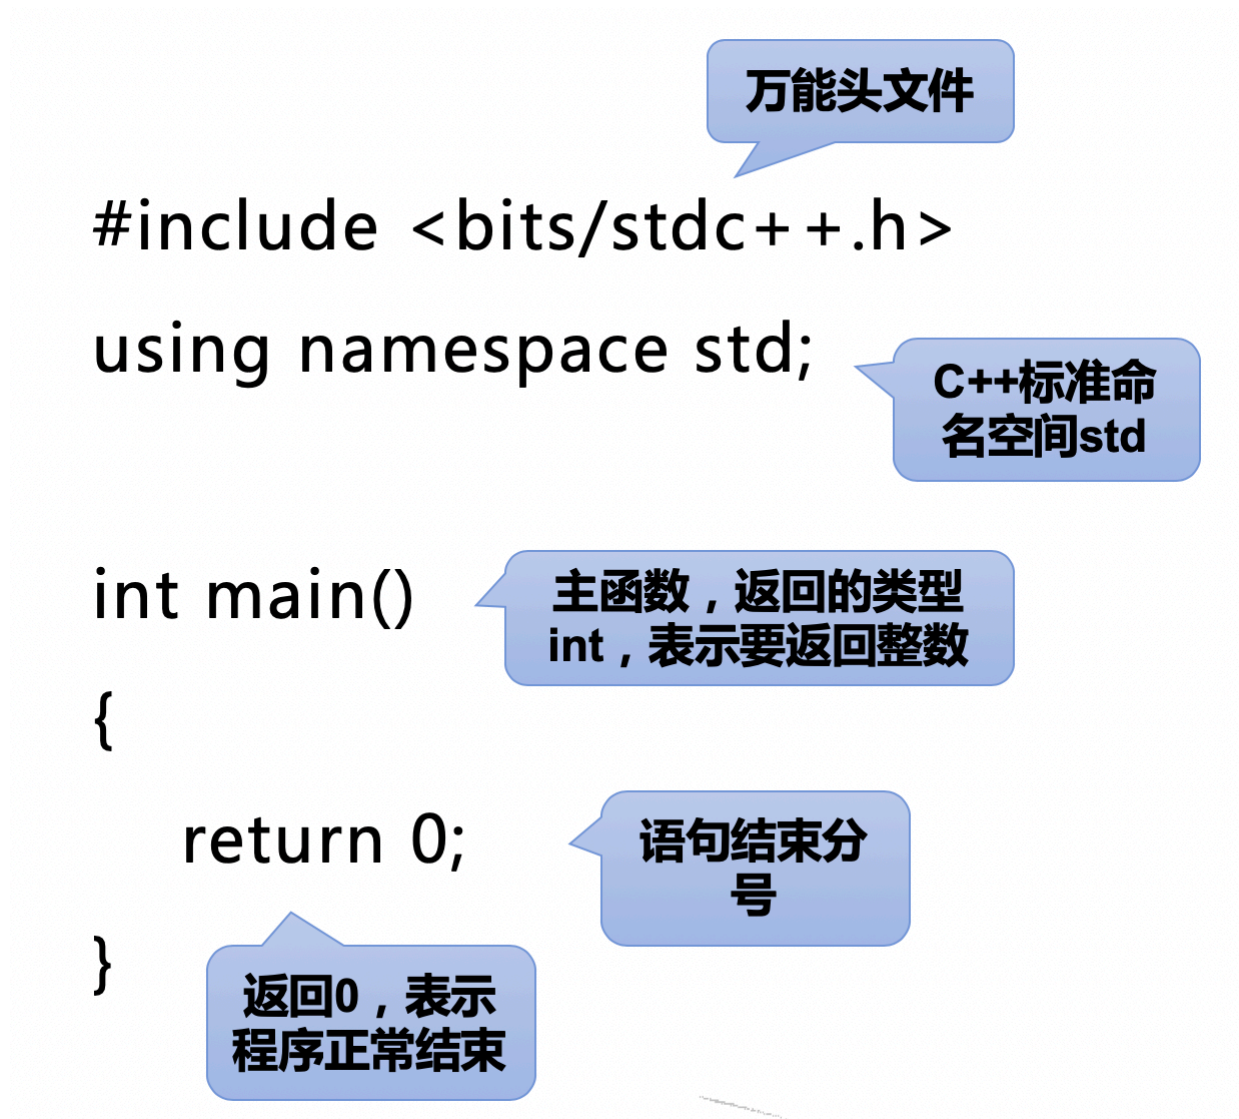 万能头文件
#include <bits/stdc++.h>
using namespace std;
C++标准命
名空间std
int main()
主函数，返回的类型
int，表示要返回整数
{
return 0;
语句结束分
号
}
返回0，表示
程序正常结束